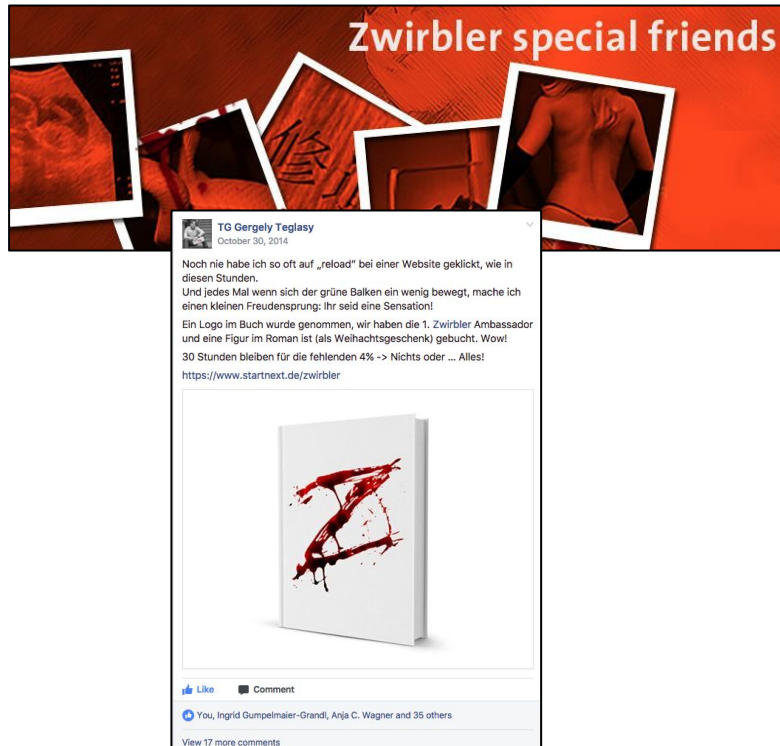 Zwirbler special friends
修理
TG Gergely Teglasy
October 30, 2014
Noch nie habe ich so oft auf „reload" bei einer Website geklickt, wie in
diesen Stunden.
Und jedes Mal wenn sich der grüne Balken ein wenig bewegt, mache ich
einen kleinen Freudensprung: Ihr seid eine Sensation!
Ein Logo im Buch wurde genommen, wir haben die 1. Zwirbler Ambassador
und eine Figur im Roman ist (als Weihachtsgeschenk) gebucht. Wow!
30 Stunden bleiben für die fehlenden 4% -> Nichts oder ... Alles!
https://www.startnext.de/zwirbler
Z
Like Comment
You, Ingrid Gumpelmaier-Grandl, Anja C. Wagner and 35 others
View 17 more comments